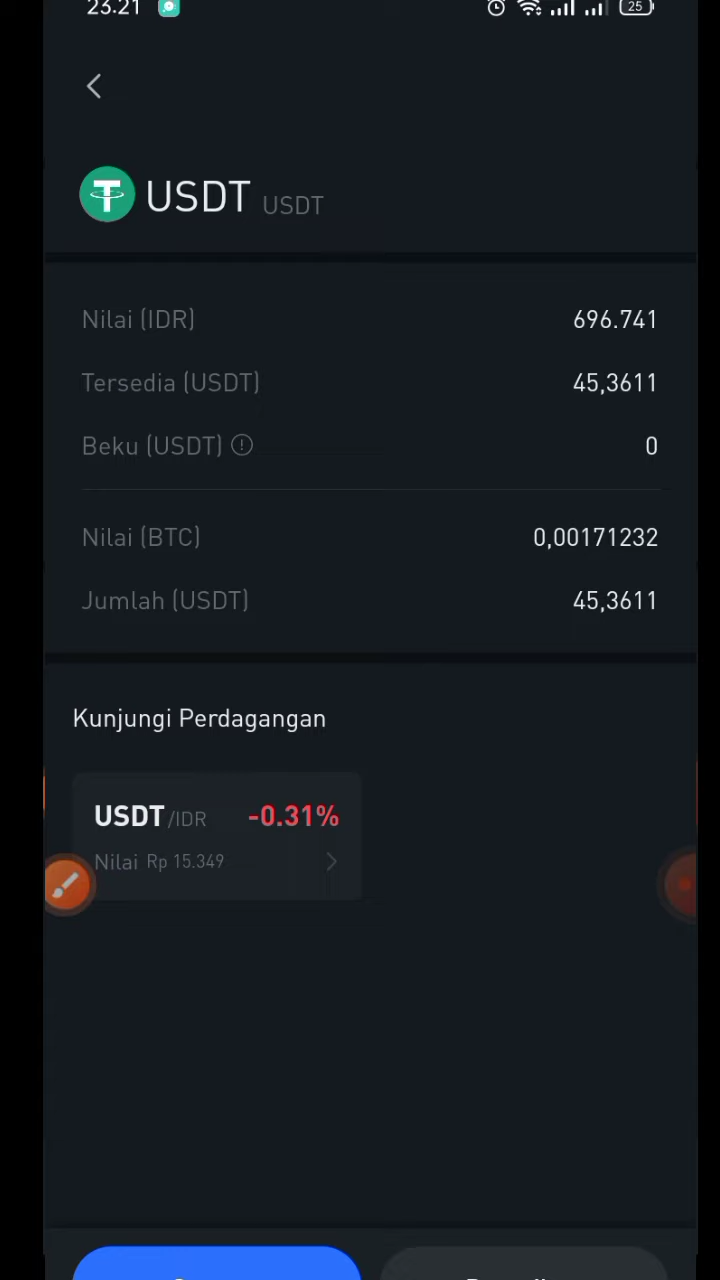 23.21 25
USDT USDT
Nilai (IDR) 696.741
Tersedia (USDT) 45,3611
Beku (USDT) 0
Nilai (BTC) 0,00171232
Jumlah (USDT) 45,3611
Kunjungi Perdagangan
USDT/IDR -0.31%
Nilai Rp 15.349